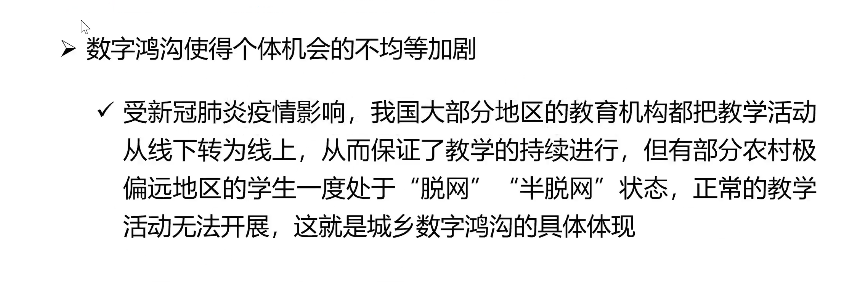 ➢ 数字鸿沟使得个体机会的不均等加剧
✓ 受新冠肺炎疫情影响，我国大部分地区的教育机构都把教学活动
从线下转为线上，从而保证了教学的持续进行，但有部分农村极
偏远地区的学生一度处于“脱网”“半脱网”状态，正常的教学
活动无法开展，这就是城乡数字鸿沟的具体体现